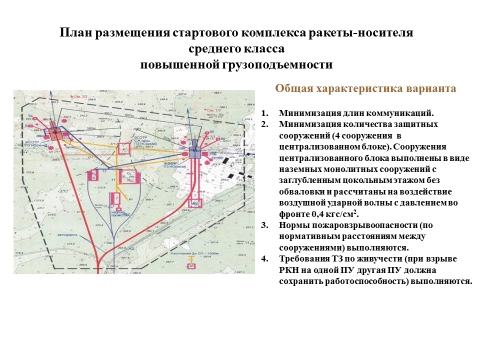 План размещения стартового комплекса ракеты-носителя
среднего класса
повышенной грузоподъемности
Общая характеристика варианта
1. Минимизация длин коммуникаций.
2. Минимизация количества защитных
сооружений (4 сооружения в
централизованном блоке). Сооружения
централизованного блока выполнены в виде
наземных монолитных сооружений с
заглубленным цокольным этажом без
обваловки и рассчитаны на воздействие
воздушной ударной волны с давлением во
фронте 0,4 кгс/см².
3. Нормы пожаровзрывоопасности (по
нормативным расстояниям между
сооружениями) выполняются.
4. Требования ТЗ по живучести (при взрыве
РКН на одной ПУ другая ПУ должна
сохранить работоспособность) выполняются.